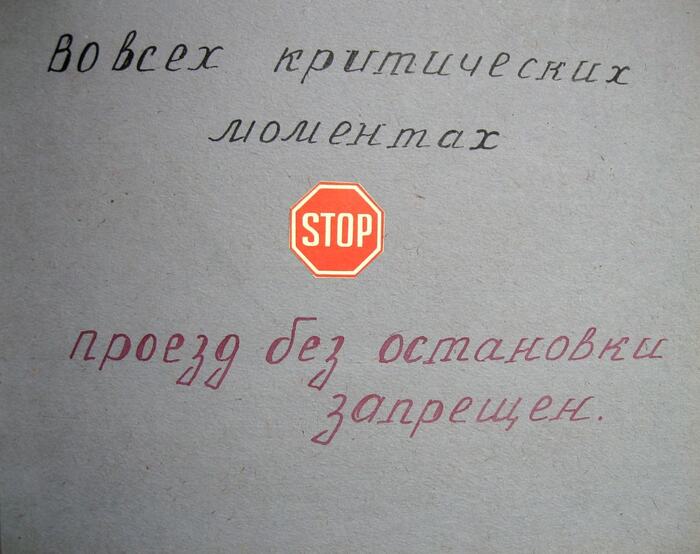 Во всех критических
моментах
STOP
проезд без остановки
запрещен.